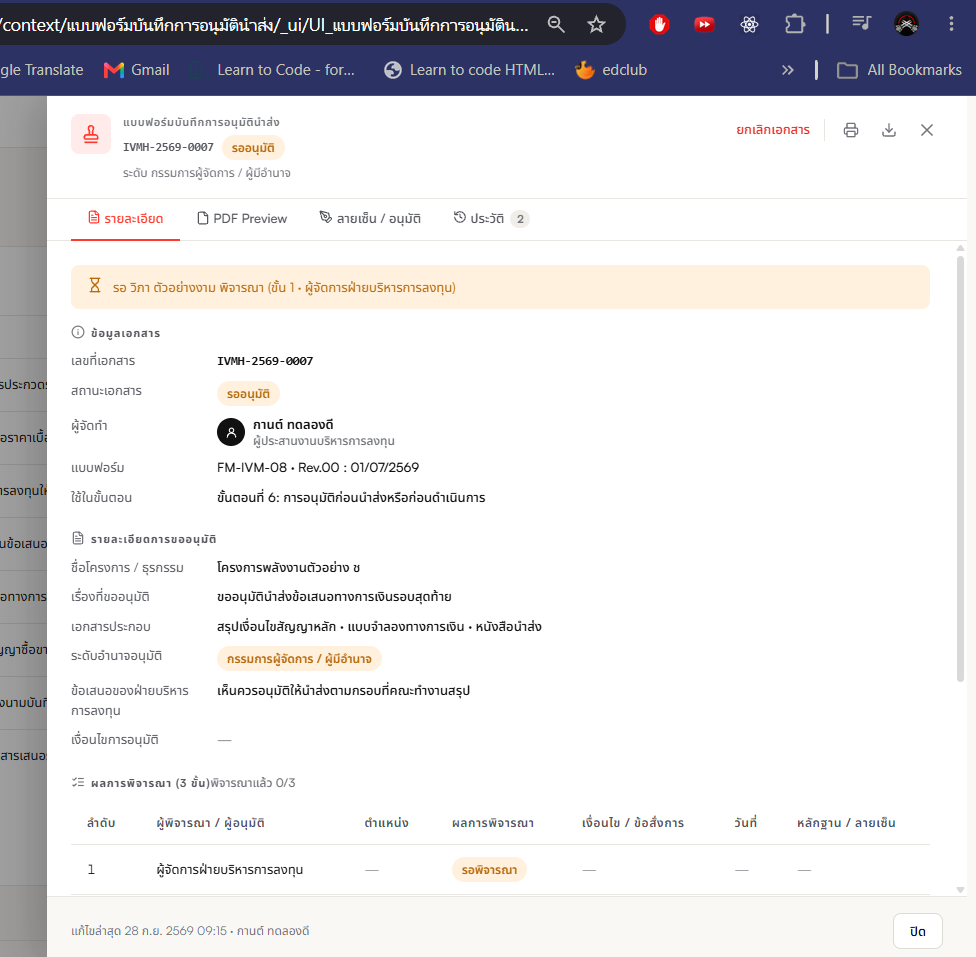 /context/แบบฟอร์มบันทึกการอนุมัตินำส่ง/_ui/UI_แบบฟอร์มบันทึกการอนุมัติน...
gle Translate Gmail Learn to Code - for... Learn to code HTML... edclub » All Bookmarks
แบบฟอร์มบันทึกการอนุมัตินำส่ง
IVMH-2569-0007 รออนุมัติ
ระดับ กรรมการผู้จัดการ / ผู้มีอำนาจ
ยกเลิกเอกสาร
รายละเอียด PDF Preview ลายเซ็น / อนุมัติ ประวัติ 2
รอ วิภา ตัวอย่างงาม พิจารณา (ขั้น 1 • ผู้จัดการฝ่ายบริหารการลงทุน)
ข้อมูลเอกสาร
เลขที่เอกสาร IVMH-2569-0007
สถานะเอกสาร รออนุมัติ
ผู้จัดทำ กานต์ ทดลองดี
ผู้ประสานงานบริหารการลงทุน
แบบฟอร์ม FM-IVM-08 • Rev.00 : 01/07/2569
ใช้ในขั้นตอน ขั้นตอนที่ 6: การอนุมัติก่อนนำส่งหรือก่อนดำเนินการ
รายละเอียดการขออนุมัติ
ชื่อโครงการ / ธุรกรรม โครงการพลังงานตัวอย่าง ช
เรื่องที่ขออนุมัติ ขออนุมัตินำส่งข้อเสนอทางการเงินรอบสุดท้าย
เอกสารประกอบ สรุปเงื่อนไขสัญญาหลัก • แบบจำลองทางการเงิน • หนังสือนำส่ง
ระดับอำนาจอนุมัติ กรรมการผู้จัดการ / ผู้มีอำนาจ
ข้อเสนอของฝ่ายบริหาร เห็นควรอนุมัติให้นำส่งตามกรอบที่คณะทำงานสรุป
การลงทุน
เงื่อนไขการอนุมัติ —
ผลการพิจารณา (3 ขั้น)พิจารณาแล้ว 0/3
ลำดับ ผู้พิจารณา / ผู้อนุมัติ ตำแหน่ง ผลการพิจารณา เงื่อนไข / ข้อสั่งการ วันที่ หลักฐาน / ลายเซ็น
1 ผู้จัดการฝ่ายบริหารการลงทุน — รอพิจารณา — — —
แก้ไขล่าสุด 28 ก.ย. 2569 09:15 • กานต์ ทดลองดี
ปิด